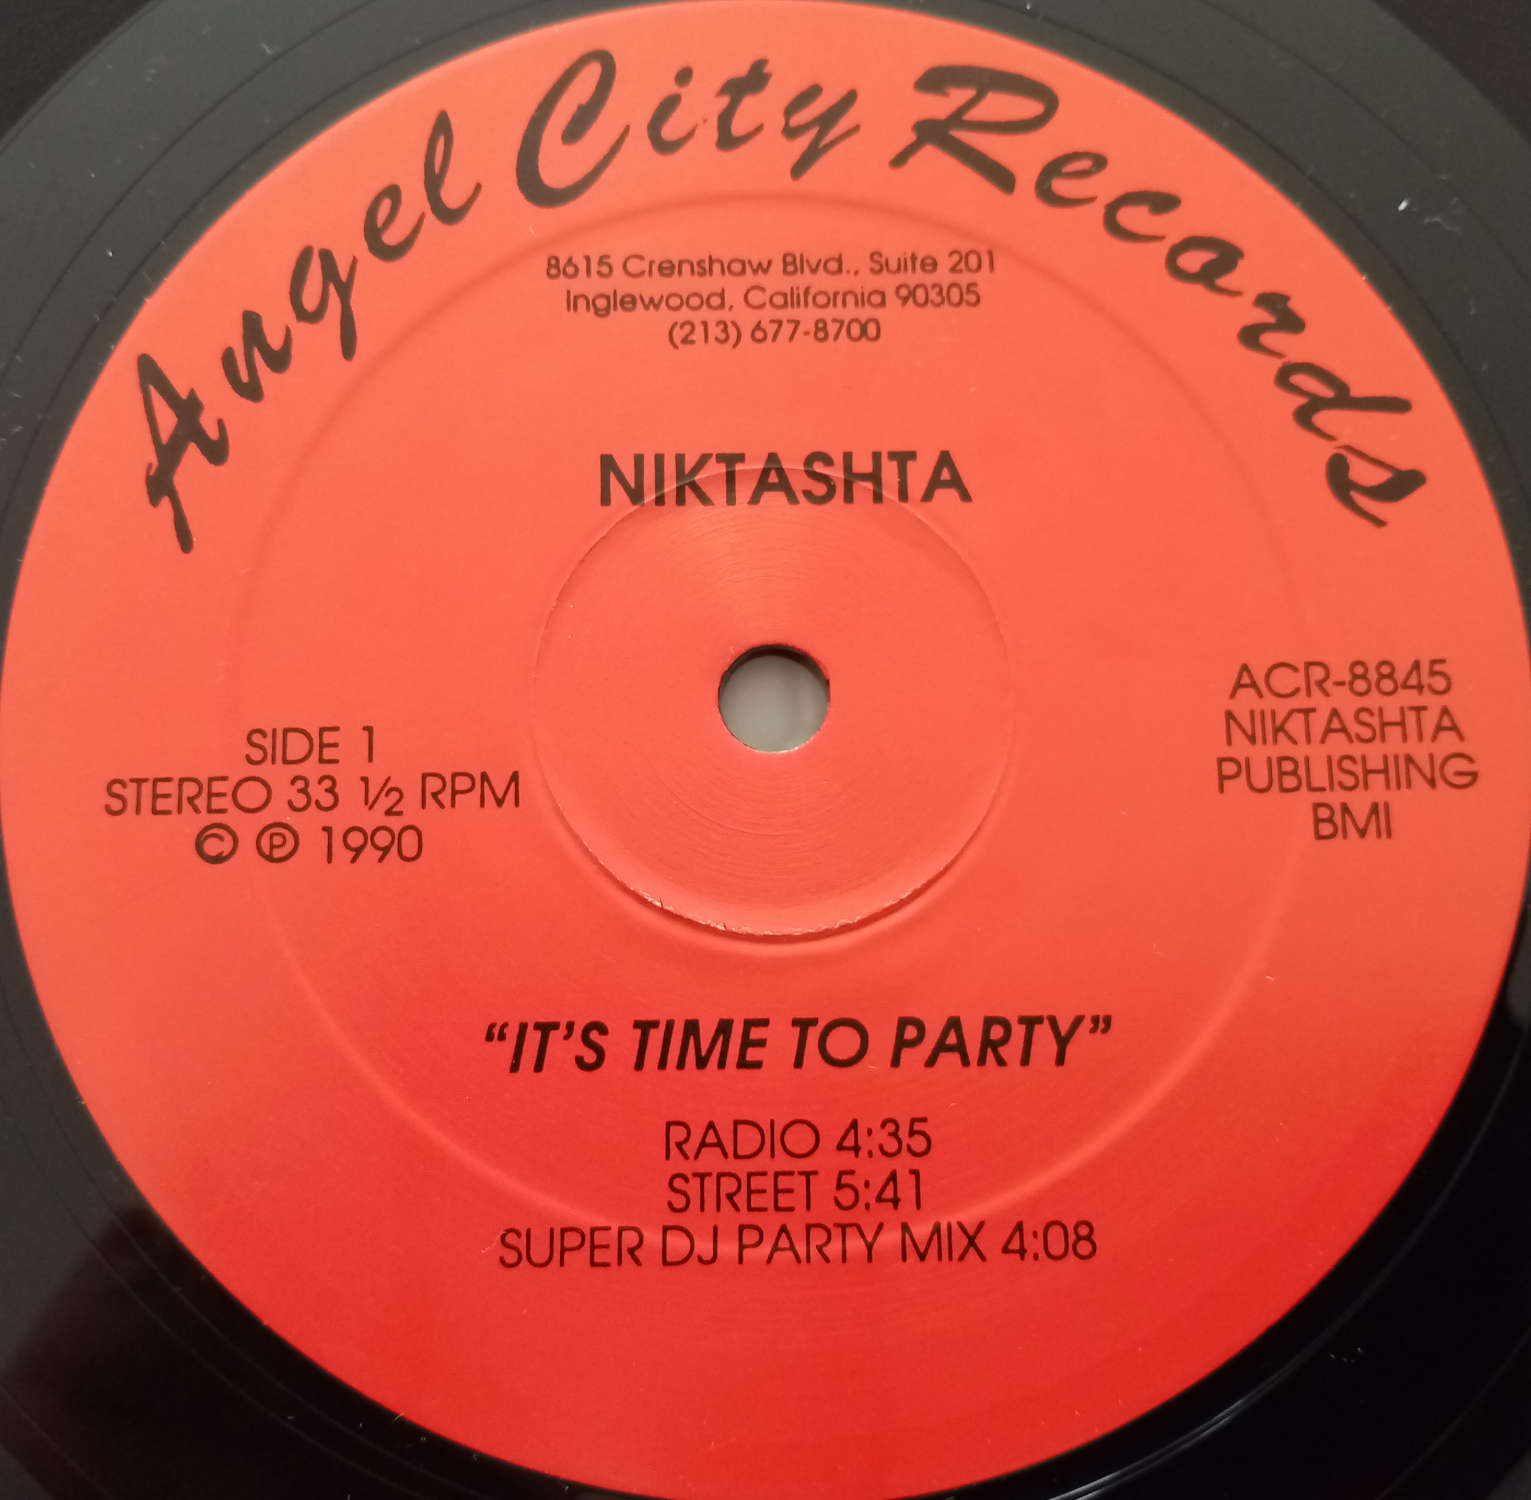 Angel City Records
8615 Crenshaw Blvd., Suite 201
Inglewood, California 90305
(213) 677-8700
NIKTASHTA
SIDE 1
STEREO 33 ½ RPM
© ℗ 1990
ACR-8845
NIKTASHTA
PUBLISHING
BMI
“IT’S TIME TO PARTY”
RADIO 4:35
STREET 5:41
SUPER DJ PARTY MIX 4:08